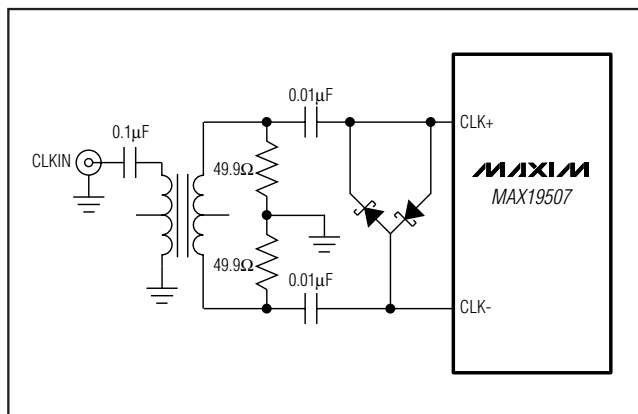 0.01μF
0.1μF
CLKIN
CLK+
49.9Ω
MAXIM
MAX19507
49.9Ω
0.01μF
CLK-